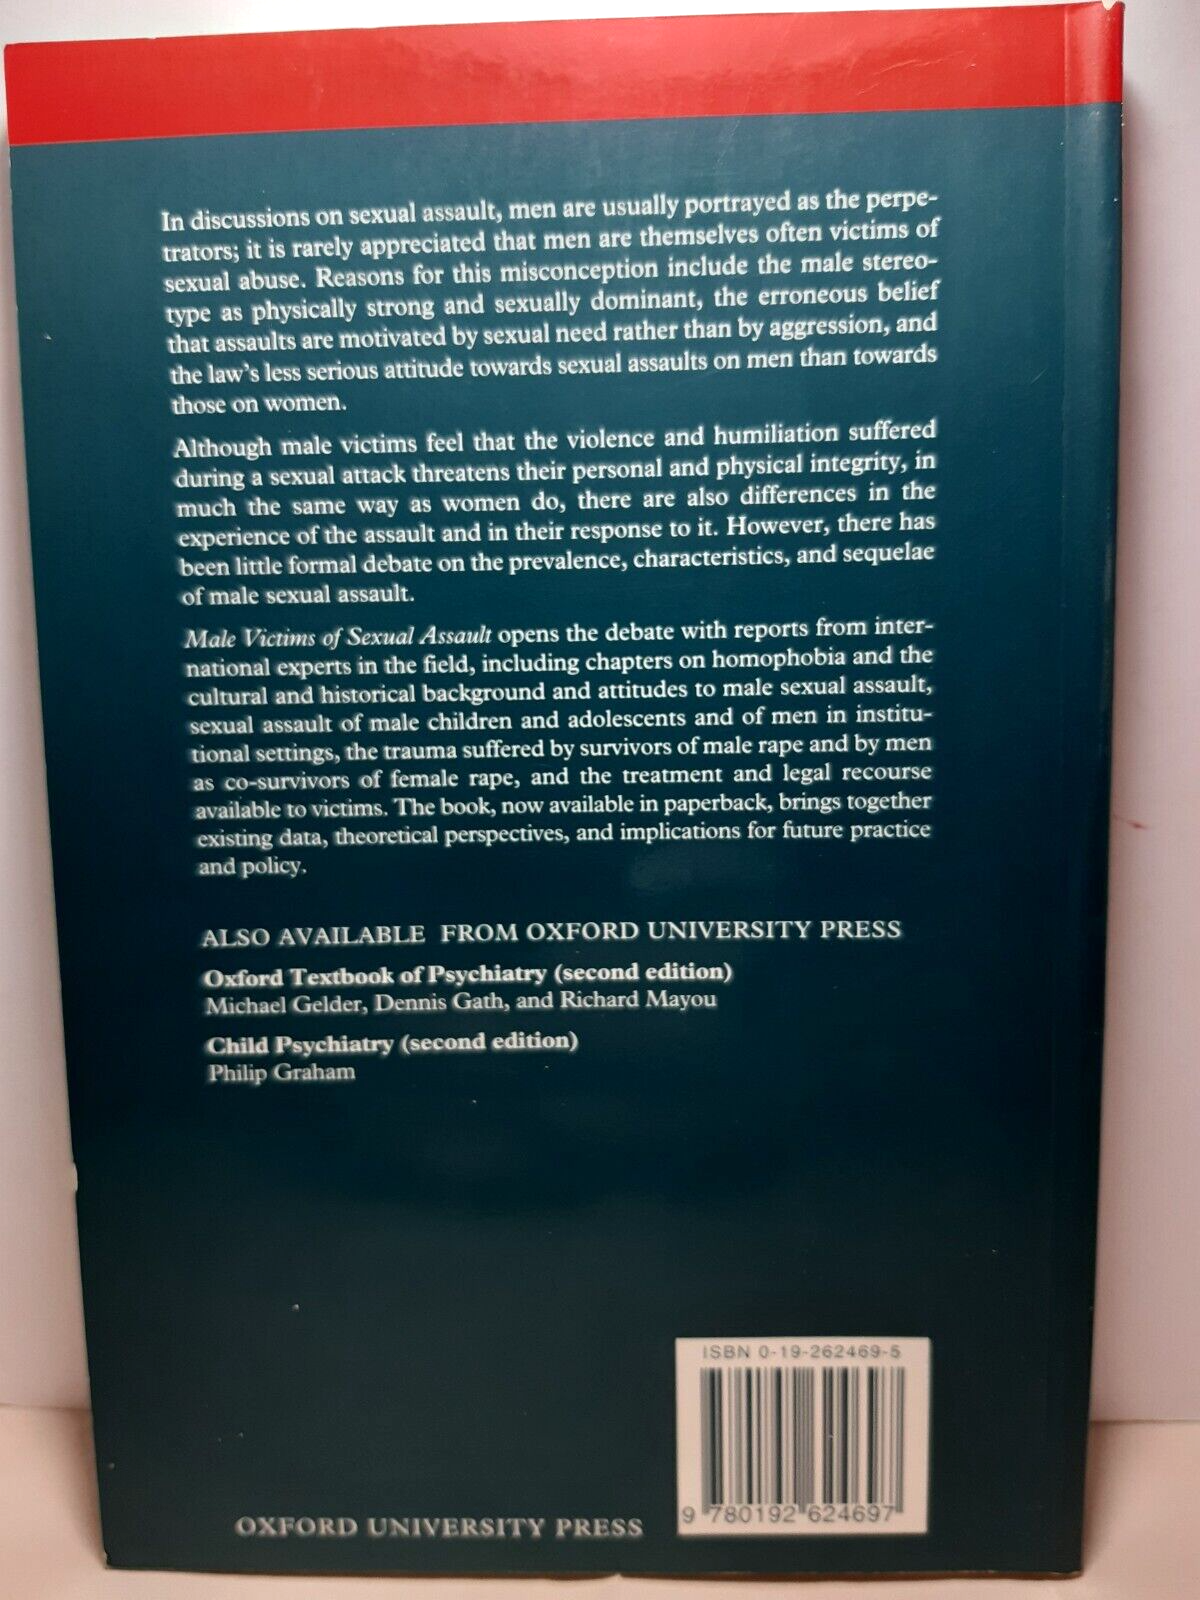 In discussions on sexual assault, men are usually portrayed as the perpe-
trators; it is rarely appreciated that men are themselves often victims of
sexual abuse. Reasons for this misconception include the male stereo-
type as physically strong and sexually dominant, the erroneous belief
that assaults are motivated by sexual need rather than by aggression, and
the law's less serious attitude towards sexual assaults on men than towards
those on women.
Although male victims feel that the violence and humiliation suffered
during a sexual attack threatens their personal and physical integrity, in
much the same way as women do, there are also differences in the
experience of the assault and in their response to it. However, there has
been little formal debate on the prevalence, characteristics, and sequelae
of male sexual assault.
Male Victims of Sexual Assault opens the debate with reports from inter-
national experts in the field, including chapters on homophobia and the
cultural and historical background and attitudes to male sexual assault,
sexual assault of male children and adolescents and of men in institu-
tional settings, the trauma suffered by survivors of male rape and by men
as co-survivors of female rape, and the treatment and legal recourse
available to victims. The book, now available in paperback, brings together
existing data, theoretical perspectives, and implications for future practice
and policy.
ALSO AVAILABLE FROM OXFORD UNIVERSITY PRESS
Oxford Textbook of Psychiatry (second edition)
Michael Gelder, Dennis Gath, and Richard Mayou
Child Psychiatry (second edition)
Philip Graham
ISBN 0-19-262469-5
9 780192 624697
OXFORD UNIVERSITY PRESS